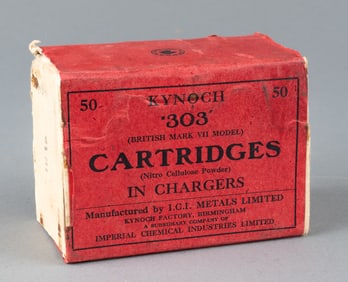 50 KYNOCH 50
'303'
(BRITISH MARK VII MODEL)
CARTRIDGES
(Nitro Cellulose Powder)
IN CHARGERS
Manufactured by I.C.I. METALS LIMITED
KYNOCH FACTORY, BIRMINGHAM
A SUBSIDIARY COMPANY OF
IMPERIAL CHEMICAL INDUSTRIES LIMITED